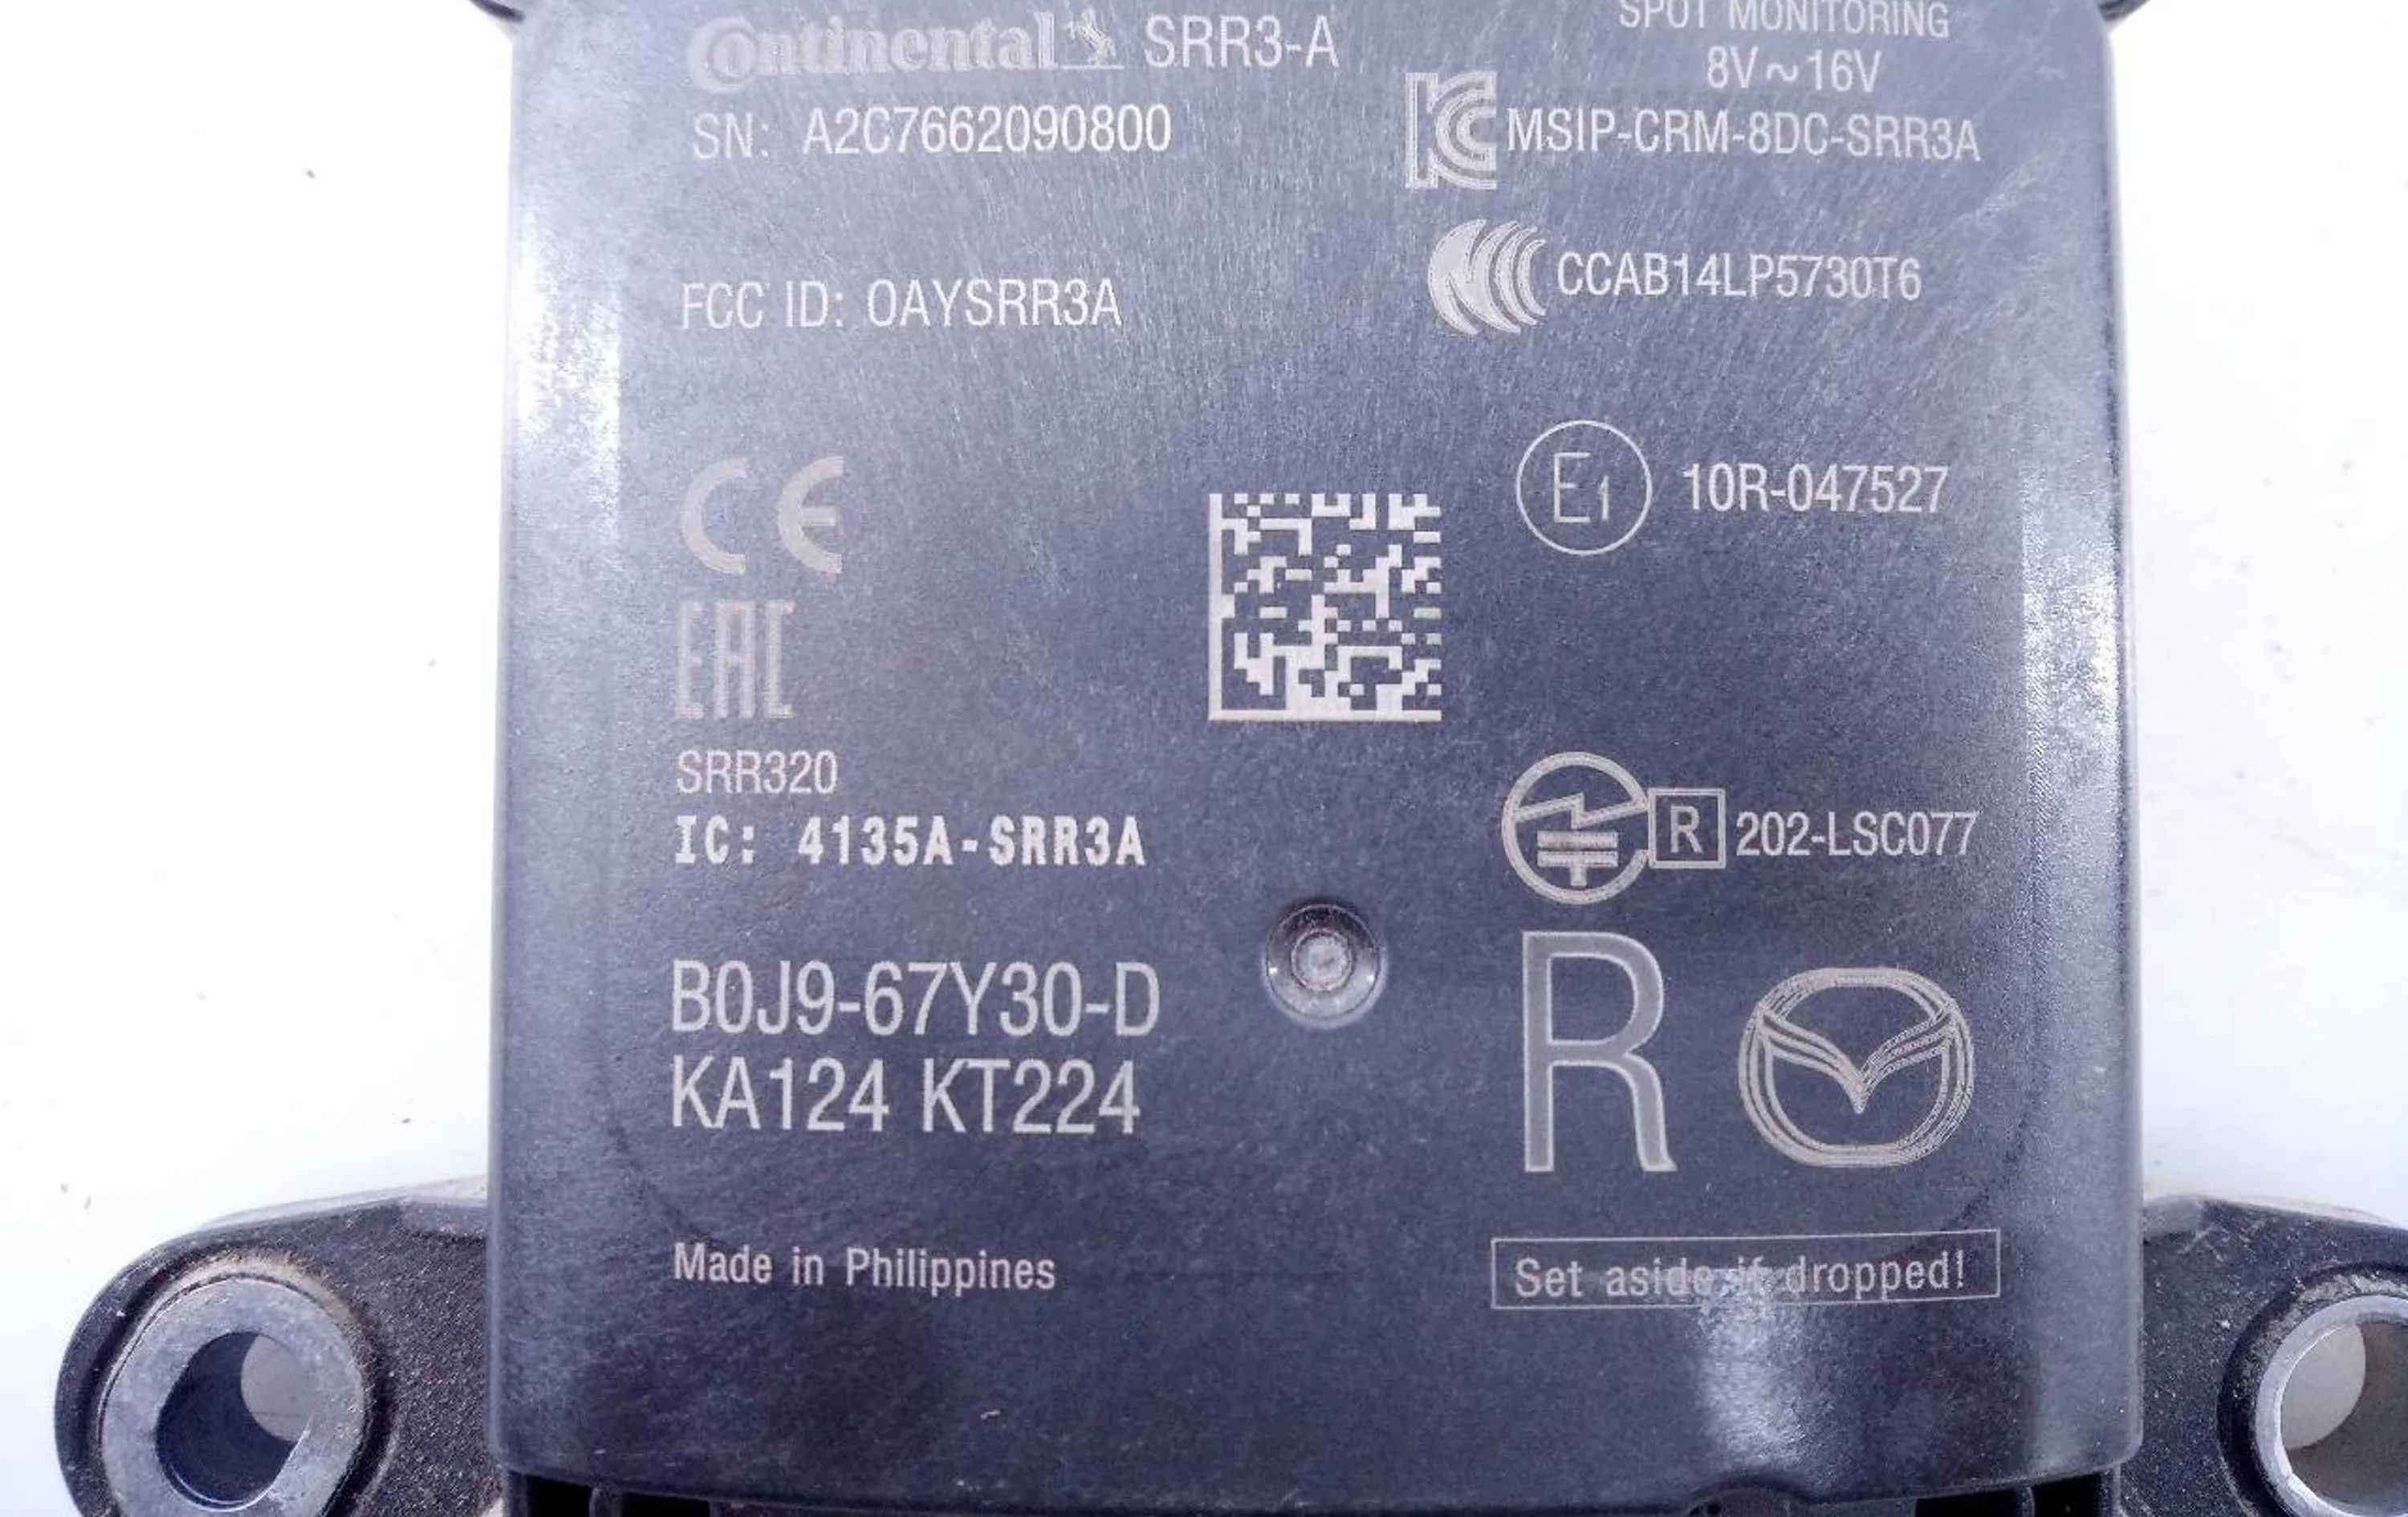 Continental SRR3-A
SN: A2C7662090800
SPOT MONITORING
8V~16V
MSIP-CRM-8DC-SRR3A
FCC ID: OAYSRR3A
CCAB14LP5730T6
CE
E1 10R-047527
EAC
SRR320
IC: 4135A-SRR3A
R 202-LSC077
B0J9-67Y30-D
KA124 KT224
R
Made in Philippines
Set aside if dropped!